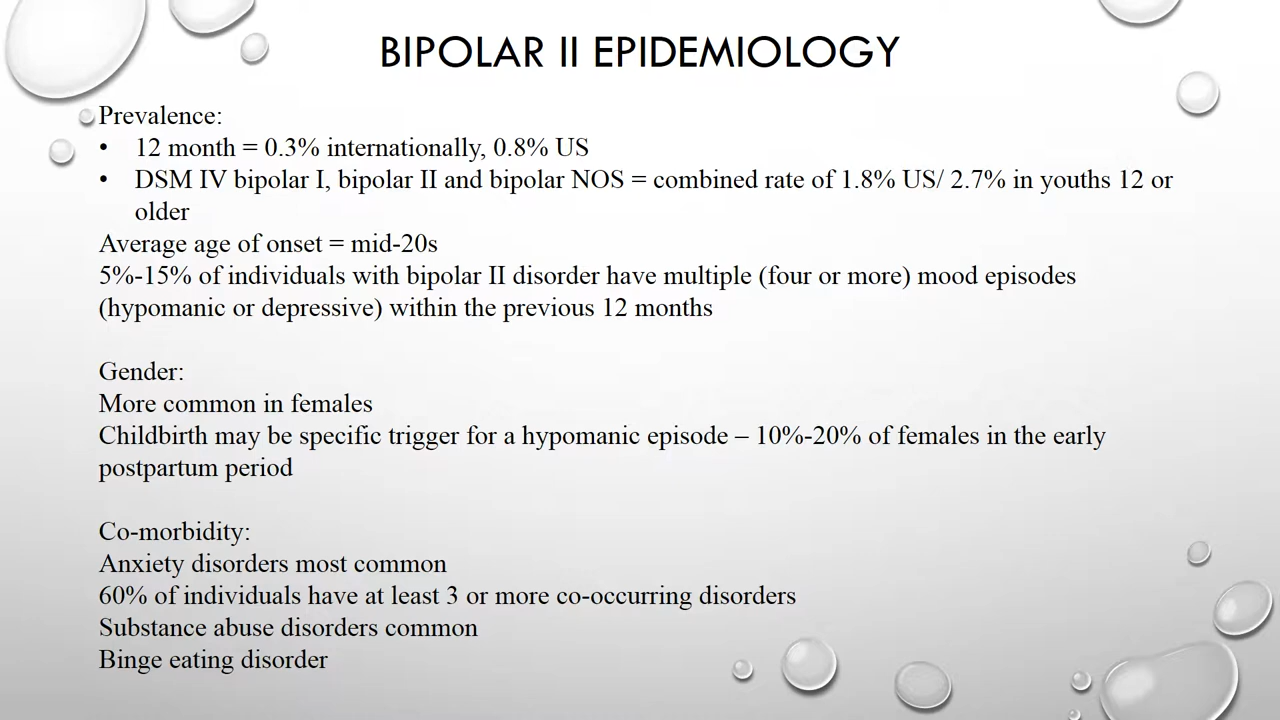 BIPOLAR II EPIDEMIOLOGY
Prevalence:
• 12 month = 0.3% internationally, 0.8% US
• DSM IV bipolar I, bipolar II and bipolar NOS = combined rate of 1.8% US/ 2.7% in youths 12 or
older
Average age of onset = mid-20s
5%-15% of individuals with bipolar II disorder have multiple (four or more) mood episodes
(hypomanic or depressive) within the previous 12 months
Gender:
More common in females
Childbirth may be specific trigger for a hypomanic episode – 10%-20% of females in the early
postpartum period
Co-morbidity:
Anxiety disorders most common
60% of individuals have at least 3 or more co-occurring disorders
Substance abuse disorders common
Binge eating disorder